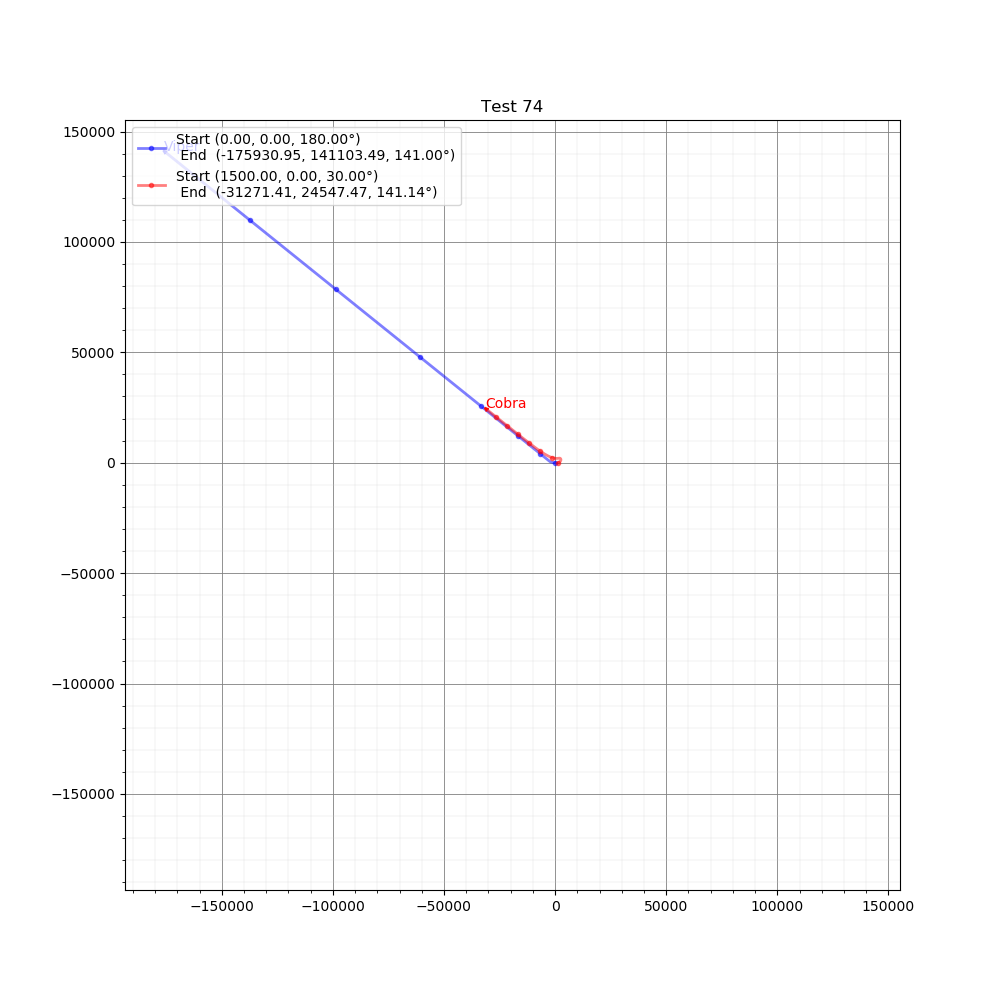 Test 74
Start (0.00, 0.00, 180.00°)
End  (-175930.95, 141103.49, 141.00°)
Start (1500.00, 0.00, 30.00°)
End  (-31271.41, 24547.47, 141.14°)
Viper
Cobra
150000
100000
50000
0
−50000
−100000
−150000
−150000 −100000 −50000 0 50000 100000 150000